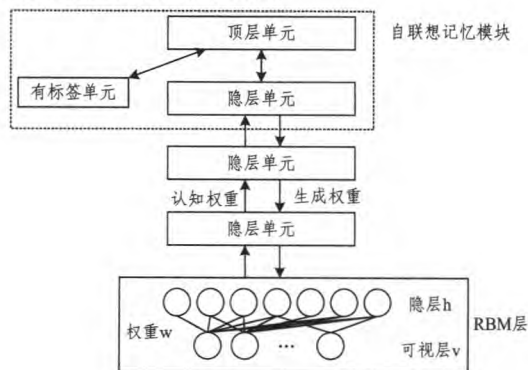 顶层单元
自联想记忆模块
有标签单元
隐层单元
隐层单元
认知权重
生成权重
隐层单元
隐层h
权重w
RBM层
...
可视层v